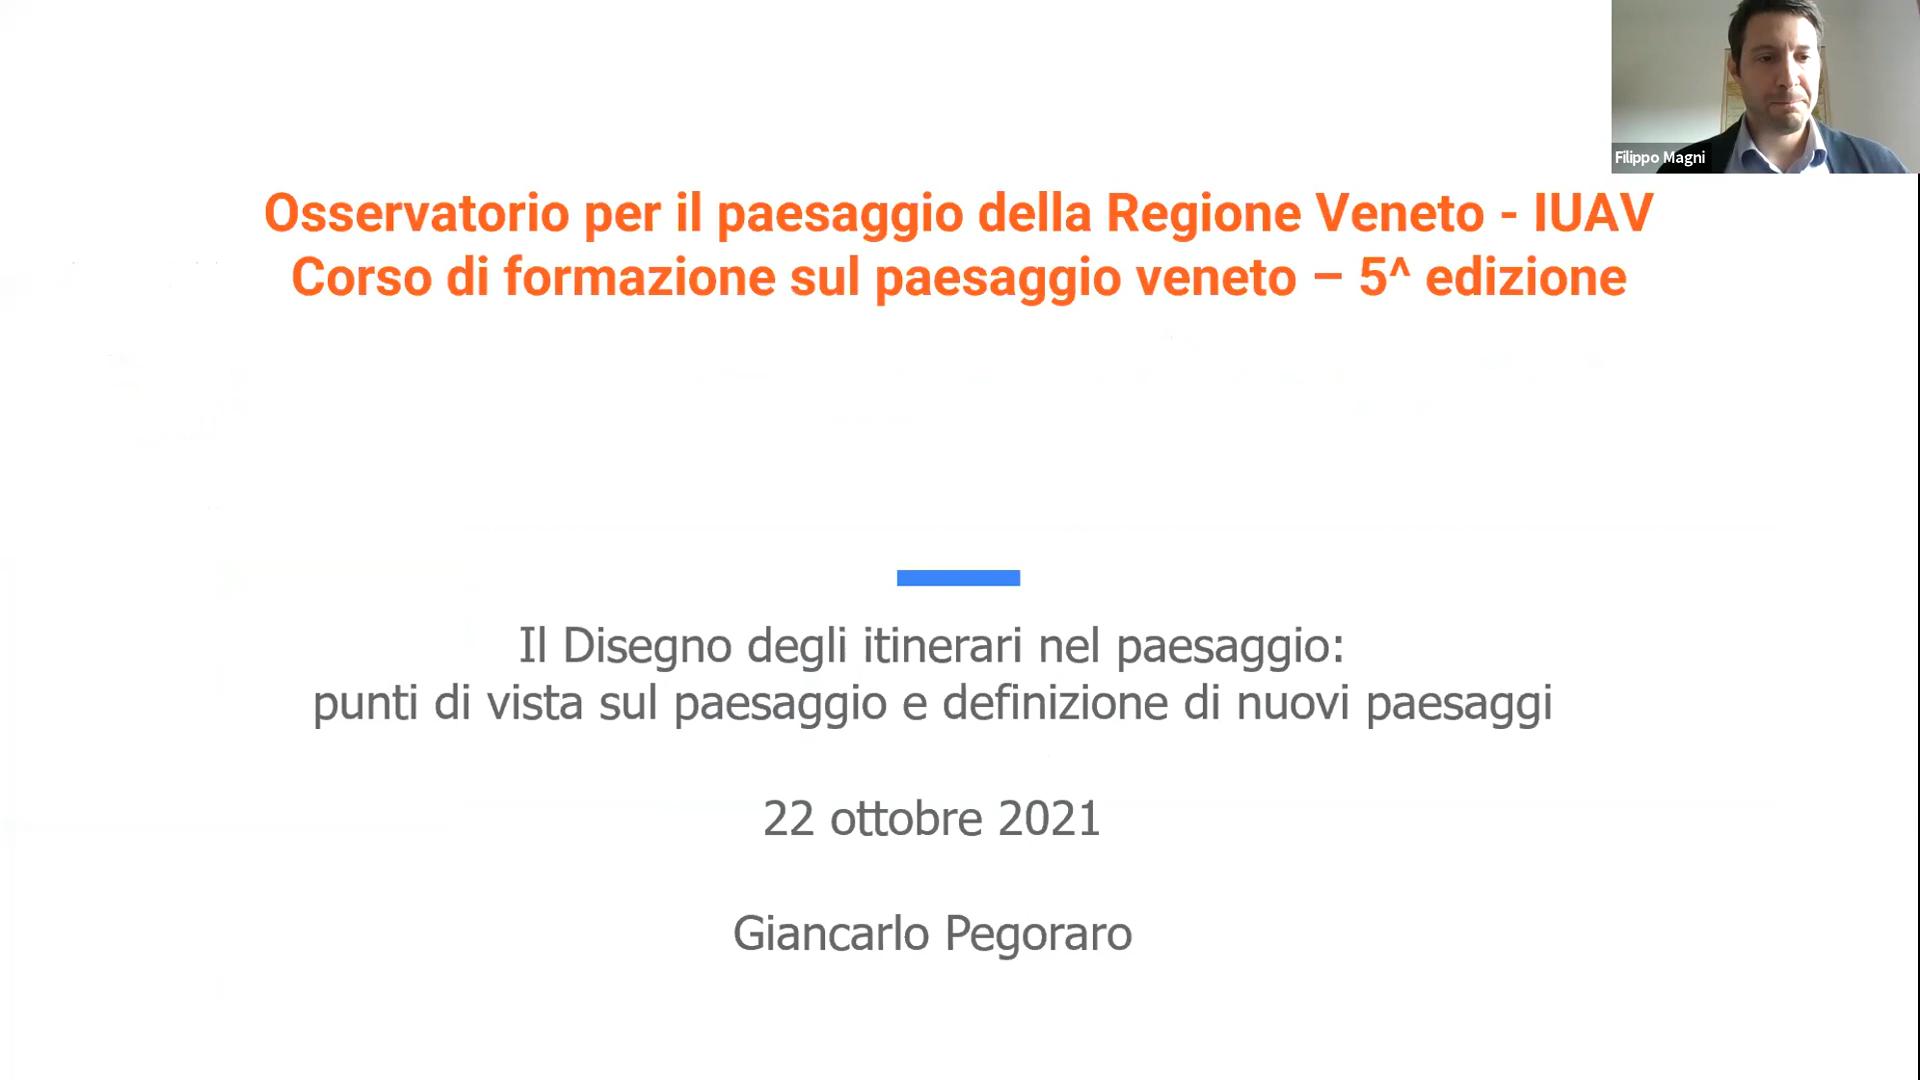 Filippo Magni
Osservatorio per il paesaggio della Regione Veneto - IUAV
Corso di formazione sul paesaggio veneto – 5^ edizione
Il Disegno degli itinerari nel paesaggio:
punti di vista sul paesaggio e definizione di nuovi paesaggi
22 ottobre 2021
Giancarlo Pegoraro